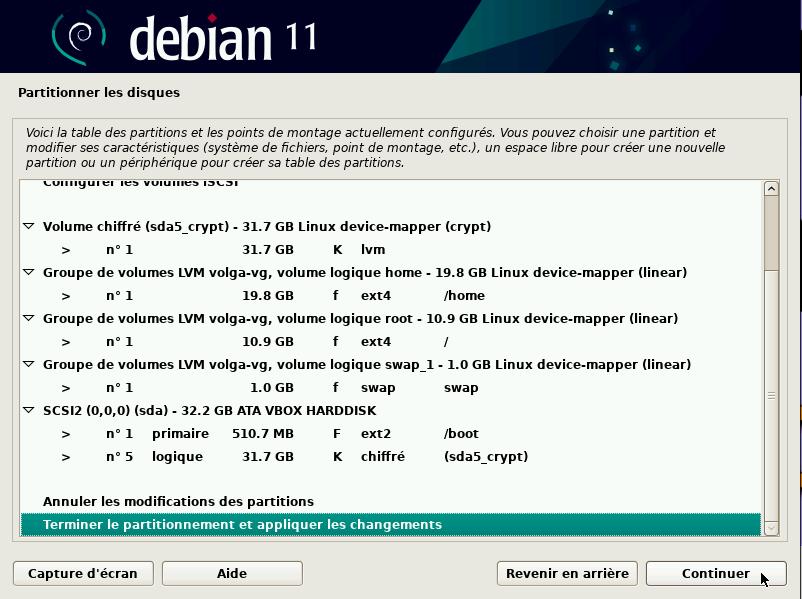 debian 11
Partitionner les disques
Voici la table des partitions et les points de montage actuellement configurés. Vous pouvez choisir une partition et
modifier ses caractéristiques (système de fichiers, point de montage, etc.), un espace libre pour créer une nouvelle
partition ou un périphérique pour créer sa table des partitions.
Configurer les volumes iSCSI
Volume chiffré (sda5_crypt) - 31.7 GB Linux device-mapper (crypt)
> n° 1 31.7 GB K lvm
Groupe de volumes LVM volga-vg, volume logique home - 19.8 GB Linux device-mapper (linear)
> n° 1 19.8 GB f ext4 /home
Groupe de volumes LVM volga-vg, volume logique root - 10.9 GB Linux device-mapper (linear)
> n° 1 10.9 GB f ext4 /
Groupe de volumes LVM volga-vg, volume logique swap_1 - 1.0 GB Linux device-mapper (linear)
> n° 1 1.0 GB f swap swap
SCSI2 (0,0,0) (sda) - 32.2 GB ATA VBOX HARDDISK
> n° 1 primaire 510.7 MB F ext2 /boot
> n° 5 logique 31.7 GB K chiffré (sda5_crypt)
Annuler les modifications des partitions
Terminer le partitionnement et appliquer les changements
Capture d'écran Aide Revenir en arrière Continuer